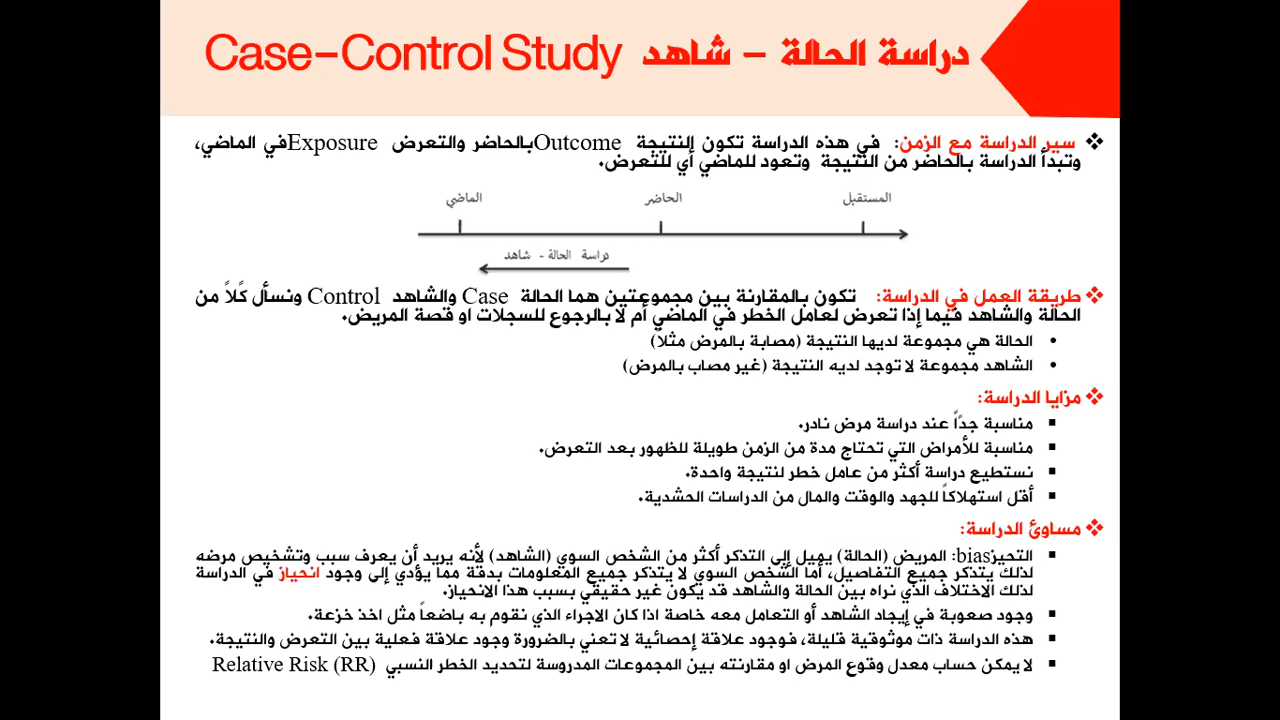 دراسة الحالة – شاهد Case-Control Study
❖ سير الدراسة مع الزمن: في هذه الدراسة تكون النتيجة Outcome بالحاضر والتعرض Exposure في الماضي،
وتبدأ الدراسة بالحاضر من النتيجة وتعود للماضي أي للتعرض.
المستقبل الحاضر الماضي
دراسة الحالة - شاهد
❖ طريقة العمل في الدراسة: تكون بالمقارنة بين مجموعتين هما الحالة Case والشاهد Control ونسأل كلاً من
الحالة والشاهد فيما إذا تعرض لعامل الخطر في الماضي أم لا بالرجوع للسجلات او قصة المريض.
• الحالة هي مجموعة لديها النتيجة (مصابة بالمرض مثلاً)
• الشاهد مجموعة لا توجد لديه النتيجة (غير مصاب بالمرض)
❖ مزايا الدراسة:
▪ مناسبة جداً عند دراسة مرض نادر.
▪ مناسبة للأمراض التي تحتاج مدة من الزمن طويلة للظهور بعد التعرض.
▪ نستطيع دراسة أكثر من عامل خطر لنتيجة واحدة.
▪ أقل استهلاكاً للجهد والوقت والمال من الدراسات الحشدية.
❖ مساوئ الدراسة:
▪ التحيز bias: المريض (الحالة) يميل إلى التذكر أكثر من الشخص السوي (الشاهد) لأنه يريد أن يعرف سبب وتشخيص مرضه
لذلك يتذكر جميع التفاصيل، أما الشخص السوي لا يتذكر جميع المعلومات بدقة مما يؤدي إلى وجود انحياز في الدراسة
لذلك الاختلاف الذي نراه بين الحالة والشاهد قد يكون غير حقيقي بسبب هذا الانحياز.
▪ وجود صعوبة في إيجاد الشاهد أو التعامل معه خاصة اذا كان الاجراء الذي نقوم به باضعاً مثل اخذ خزعة.
▪ هذه الدراسة ذات موثوقية قليلة، فوجود علاقة إحصائية لا تعني بالضرورة وجود علاقة فعلية بين التعرض والنتيجة.
▪ لا يمكن حساب معدل وقوع المرض او مقارنته بين المجموعات المدروسة لتحديد الخطر النسبي Relative Risk (RR)